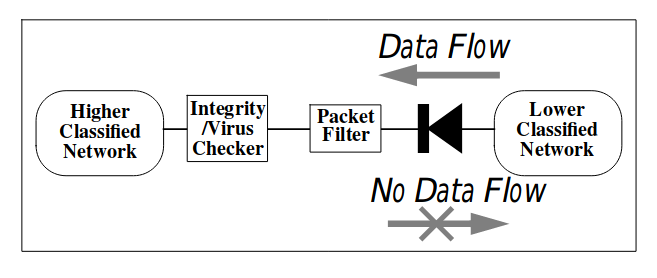 Data Flow
Higher
Classified
Network
Integrity
/Virus
Checker
Packet
Filter
Lower
Classified
Network
No Data Flow